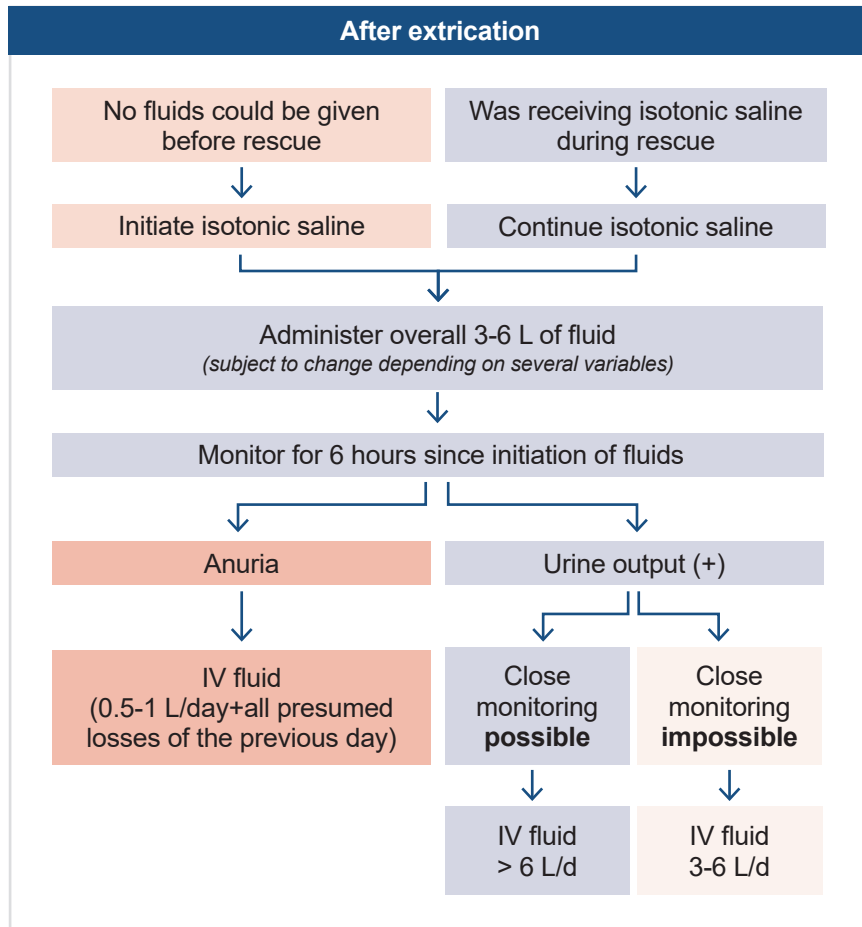 After extrication
No fluids could be given
before rescue
Was receiving isotonic saline
during rescue
Initiate isotonic saline
Continue isotonic saline
Administer overall 3-6 L of fluid
(subject to change depending on several variables)
Monitor for 6 hours since initiation of fluids
Anuria
Urine output (+)
IV fluid
(0.5-1 L/day+all presumed
losses of the previous day)
Close
monitoring
possible
Close
monitoring
impossible
IV fluid
> 6 L/d
IV fluid
3-6 L/d